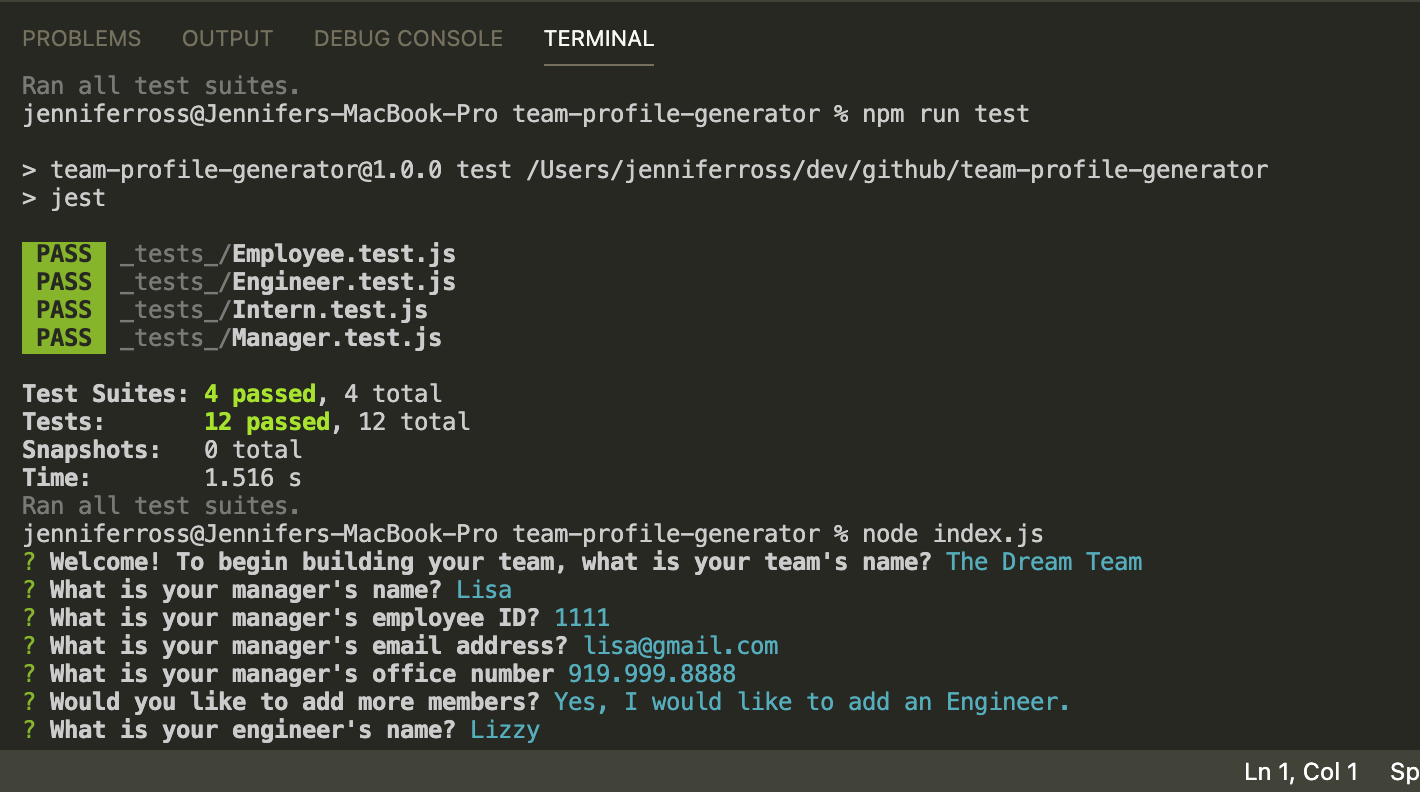 PROBLEMS OUTPUT DEBUG CONSOLE TERMINAL
Ran all test suites.
jenniferross@Jennifers-MacBook-Pro team-profile-generator % npm run test
> team-profile-generator@1.0.0 test /Users/jenniferross/dev/github/team-profile-generator
> jest
PASS _tests_/Employee.test.js
PASS _tests_/Engineer.test.js
PASS _tests_/Intern.test.js
PASS _tests_/Manager.test.js
Test Suites: 4 passed, 4 total
Tests: 12 passed, 12 total
Snapshots: 0 total
Time: 1.516 s
Ran all test suites.
jenniferross@Jennifers-MacBook-Pro team-profile-generator % node index.js
? Welcome! To begin building your team, what is your team's name? The Dream Team
? What is your manager's name? Lisa
? What is your manager's employee ID? 1111
? What is your manager's email address? lisa@gmail.com
? What is your manager's office number 919.999.8888
? Would you like to add more members? Yes, I would like to add an Engineer.
? What is your engineer's name? Lizzy
Ln 1, Col 1 Sp